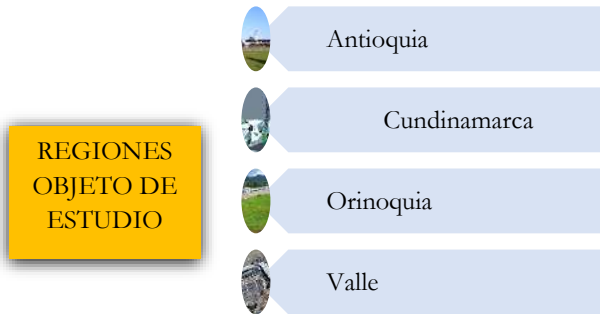 REGIONES
OBJETO DE
ESTUDIO
Antioquia
Cundinamarca
Orinoquia
Valle